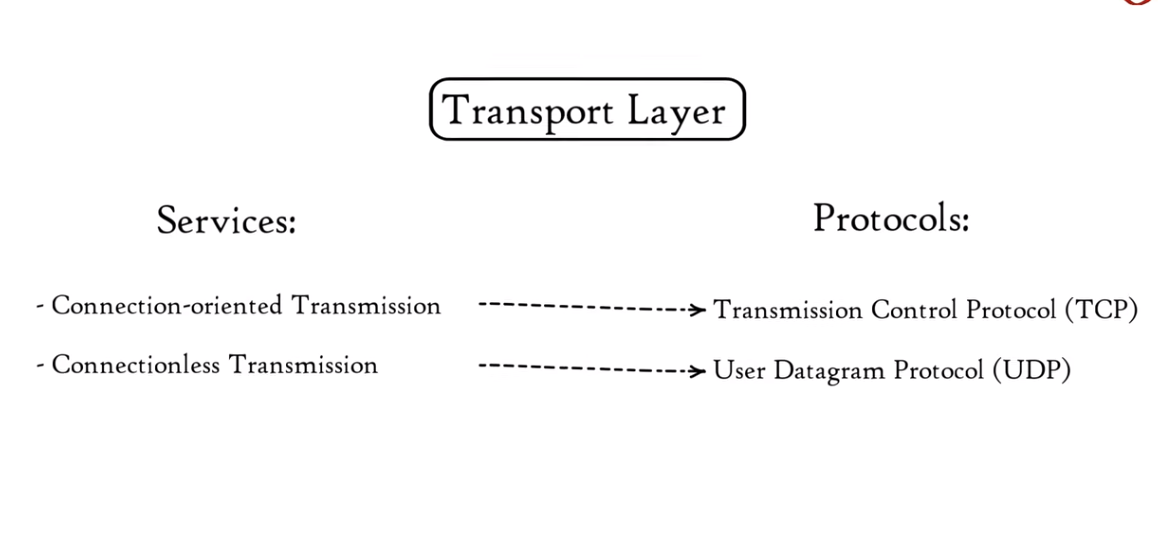 Transport Layer
Services:
Protocols:
- Connection-oriented Transmission
Transmission Control Protocol (TCP)
- Connectionless Transmission
User Datagram Protocol (UDP)